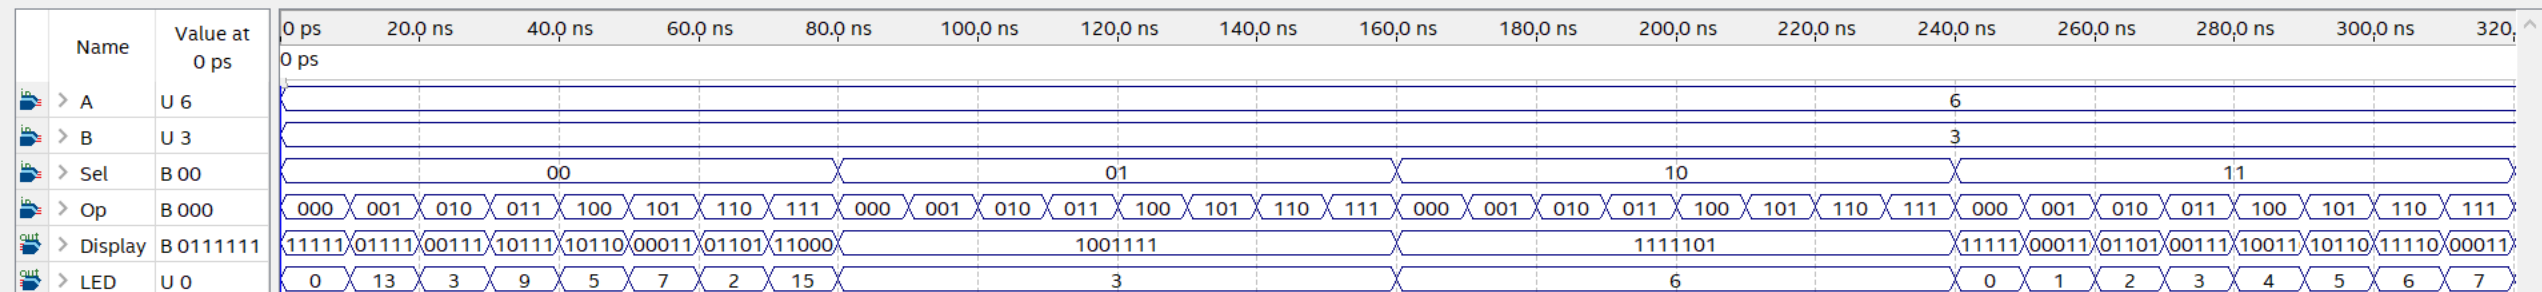 0 ps 20.0 ns 40.0 ns 60.0 ns 80.0 ns 100.0 ns 120.0 ns 140.0 ns 160.0 ns 180.0 ns 200.0 ns 220.0 ns 240.0 ns 260.0 ns 280.0 ns 300.0 ns 320.
Name Value at 0 ps
0 ps
A U 6 6
B U 3 3
Sel B 00 00 01 10 11
Op B 000 000 001 010 011 100 101 110 111 000 001 010 011 100 101 110 111 000 001 010 011 100 101 110 111 000 001 010 011 100 101 110 111
Display B 0111111 11111 01111 00111 10111 10110 00011 01101 11000 1001111 1111101 11111 00011 01101 00111 10011 10110 11110 00011
LED U 0 0 13 3 9 5 7 2 15 3 6 0 1 2 3 4 5 6 7